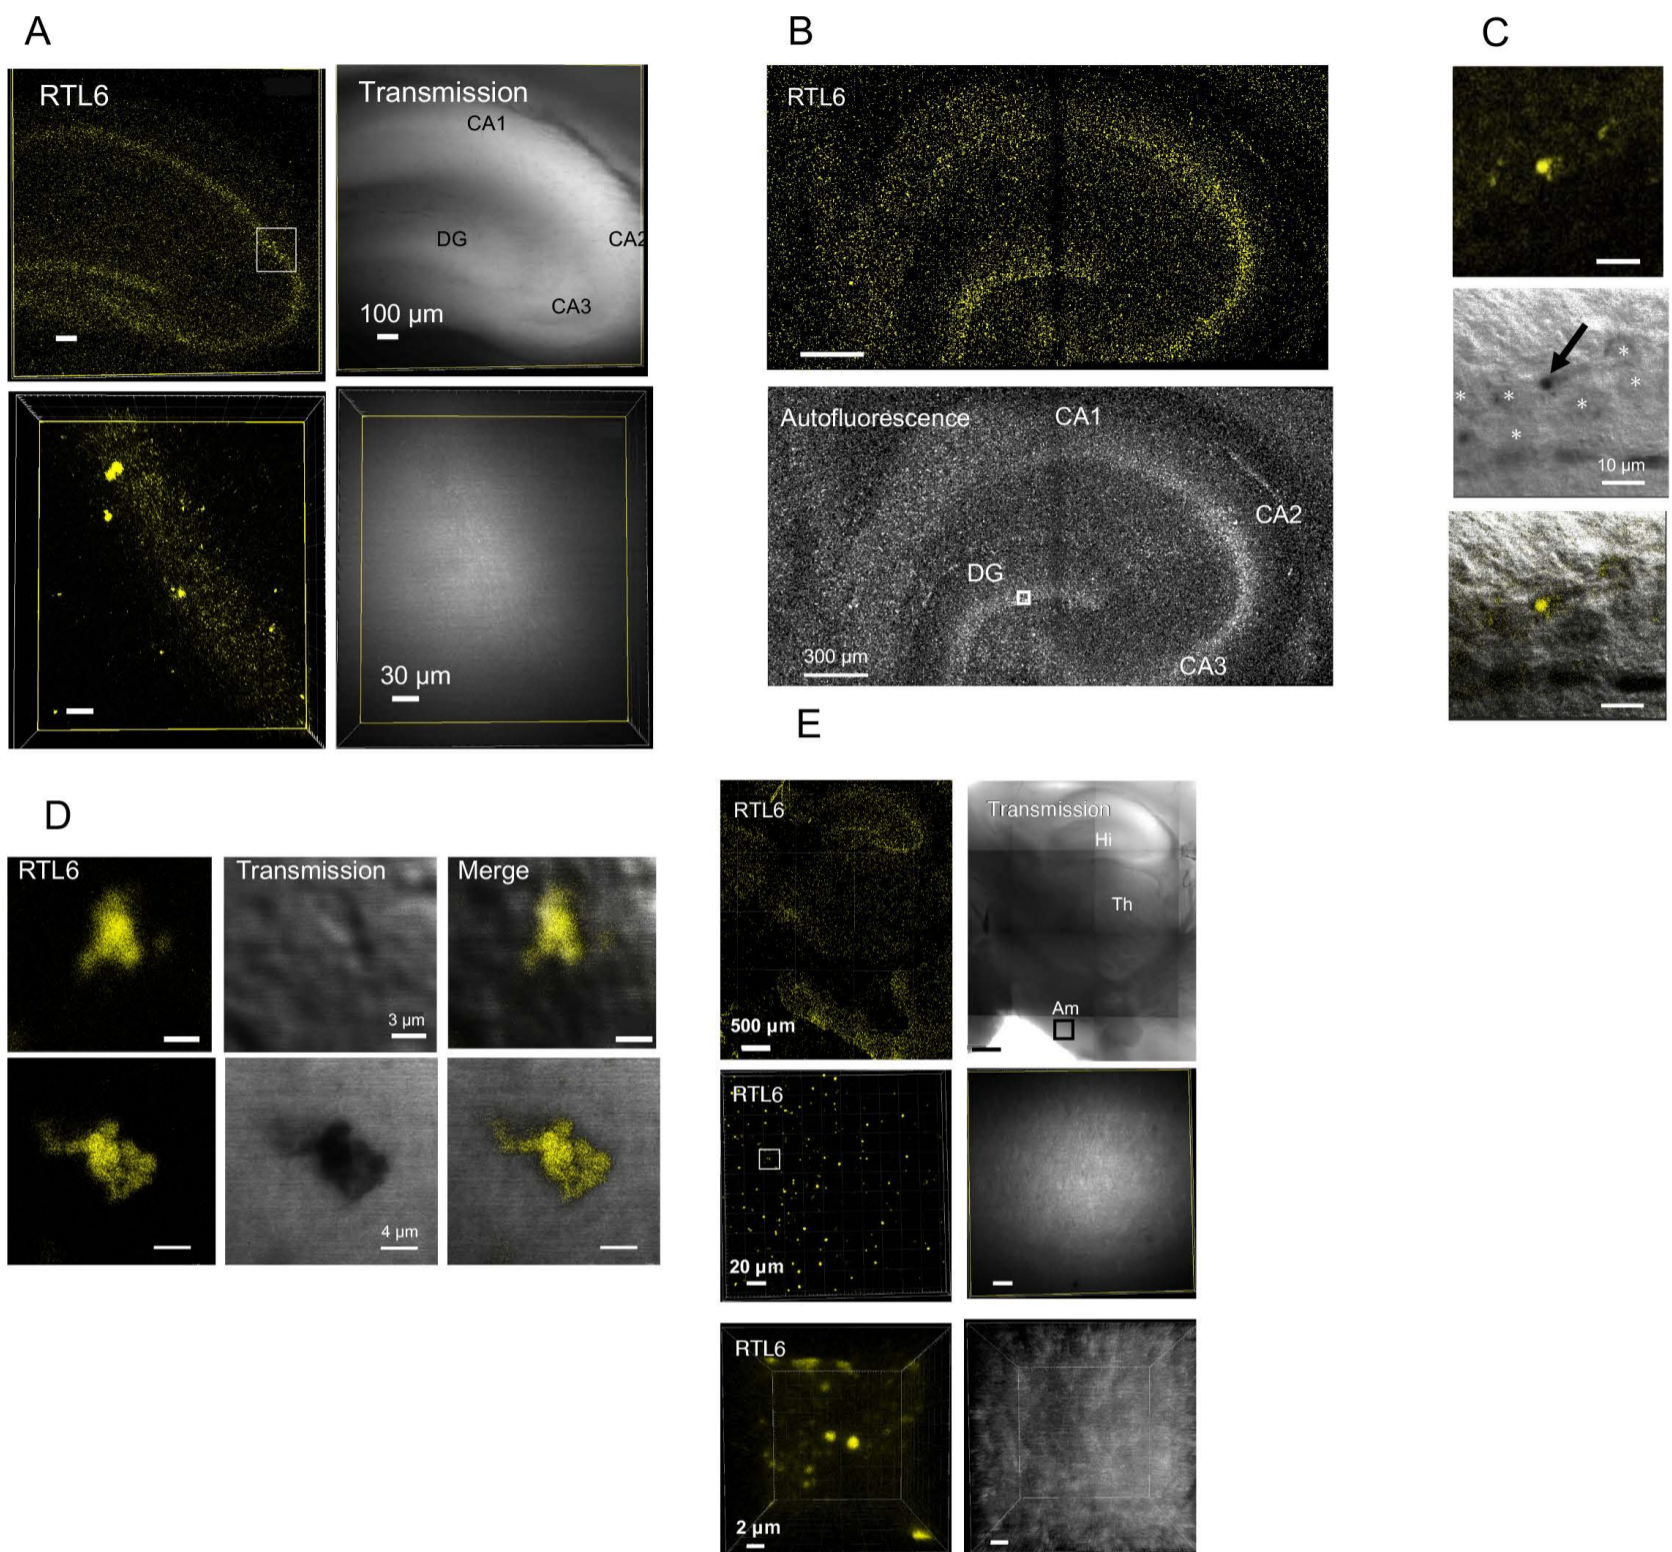 A
RTL6
Transmission
CA1
DG
CA2
CA3
100 µm
30 µm
B
RTL6
Autofluorescence
CA1
CA2
DG
CA3
300 µm
C
*
*
*
*
*
*
10 µm
D
RTL6
Transmission
Merge
3 µm
4 µm
E
RTL6
Transmission
Hi
Th
Am
500 µm
RTL6
20 µm
RTL6
2 µm